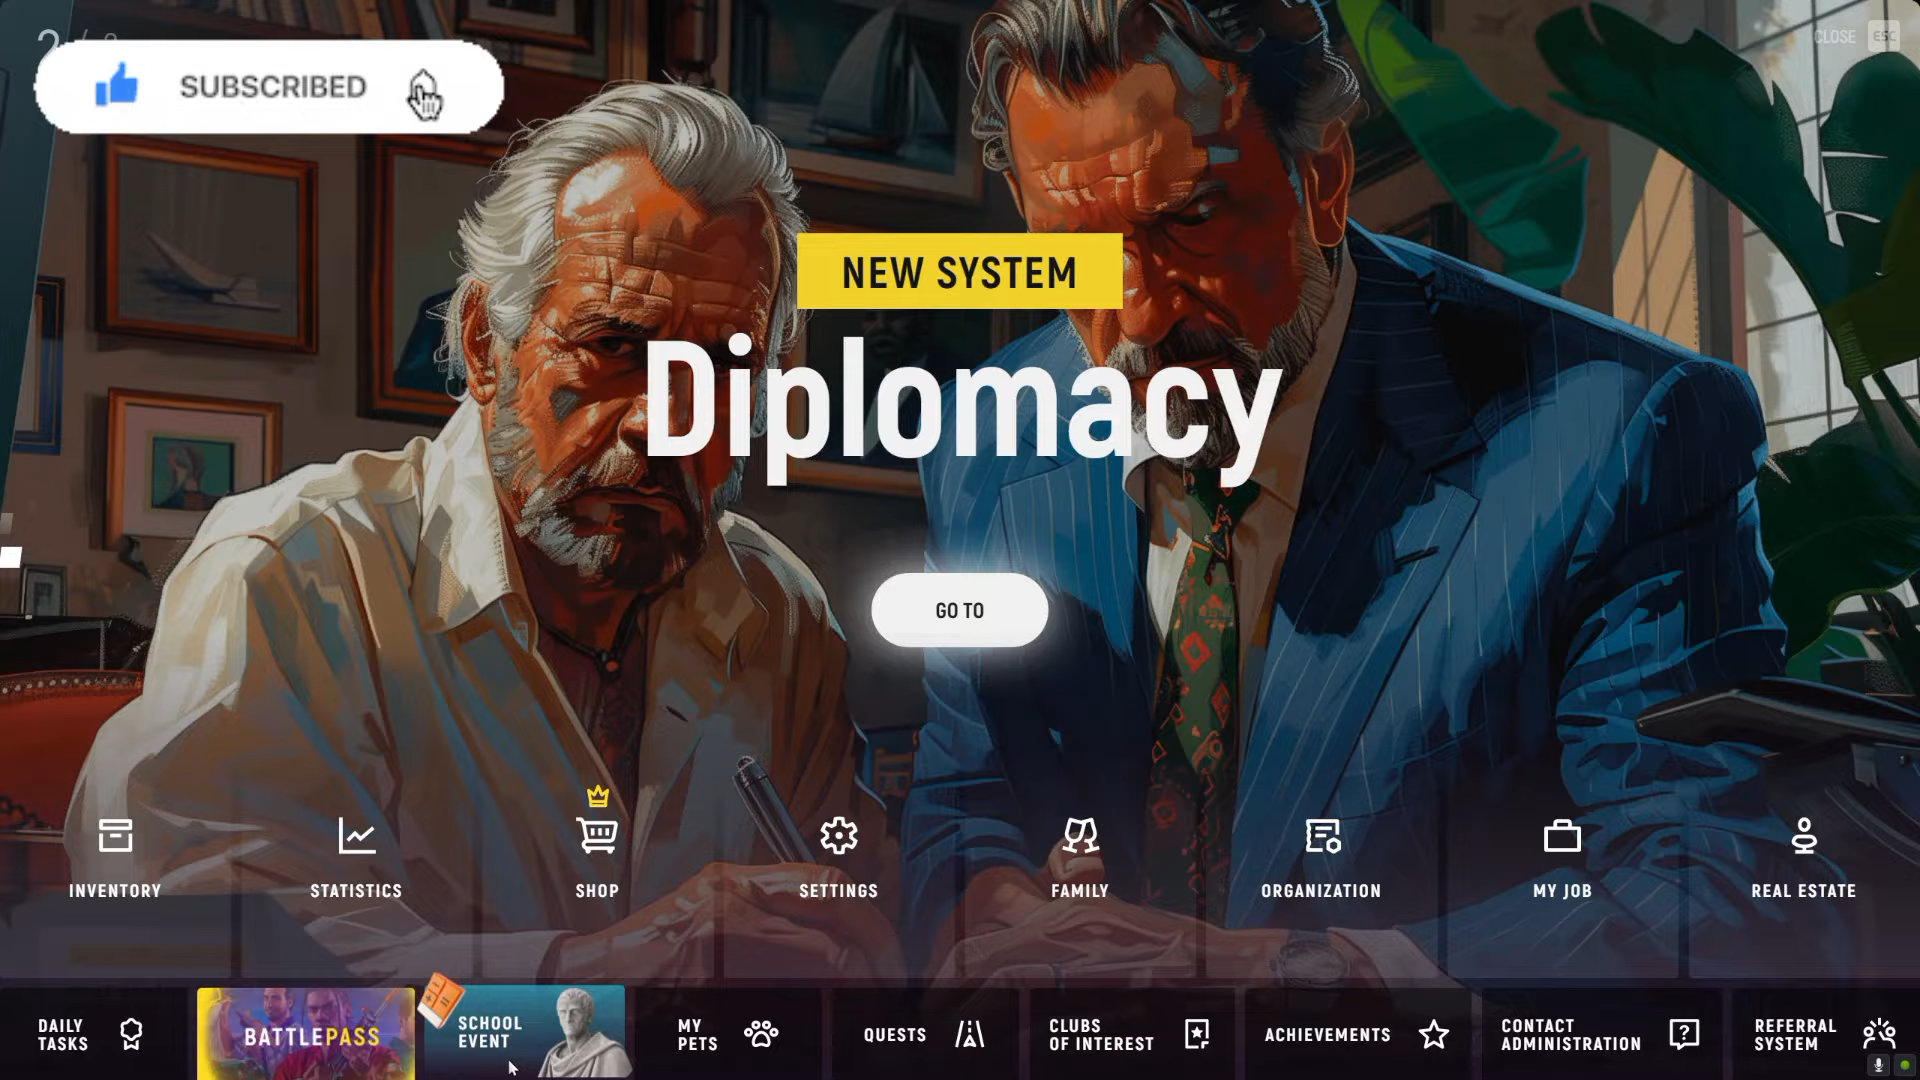 CLOSE ESC
SUBSCRIBED
NEW SYSTEM
Diplomacy
GO TO
INVENTORY
STATISTICS
SHOP
SETTINGS
FAMILY
ORGANIZATION
MY JOB
REAL ESTATE
DAILY
TASKS
BATTLEPASS
SCHOOL
EVENT
MY
PETS
QUESTS
CLUBS
OF INTEREST
ACHIEVEMENTS
CONTACT
ADMINISTRATION
REFERRAL
SYSTEM